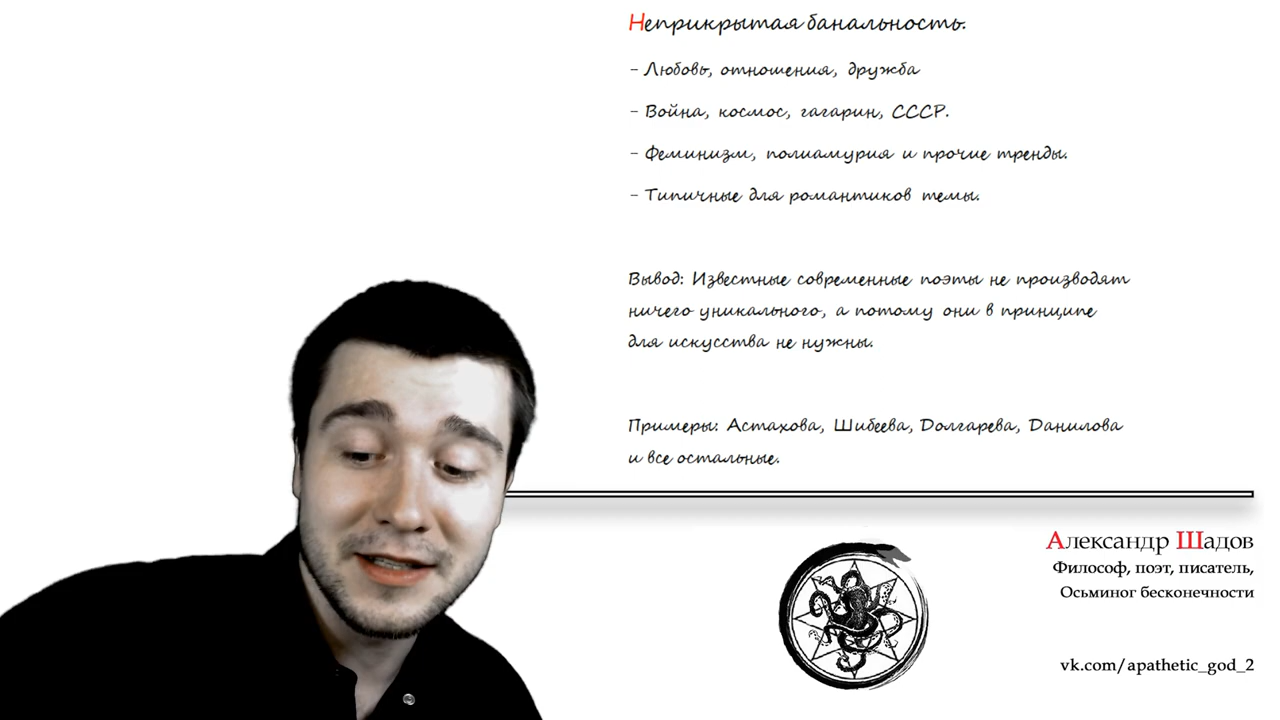 Неприкрытая банальность.
- Любовь, отношения, дружба
- Война, космос, гагарин, СССР.
- Феминизм, полиамурия и прочие тренды.
- Типичные для романтиков темы.
Вывод: Известные современные поэты не производят
ничего уникального, а потому они в принципе
для искусства не нужны.
Примеры: Астахова, Шибеева, Долгарева, Данилова
и все остальные.
Александр Шадов
Философ, поэт, писатель,
Осьминог бесконечности
vk.com/apathetic_god_2